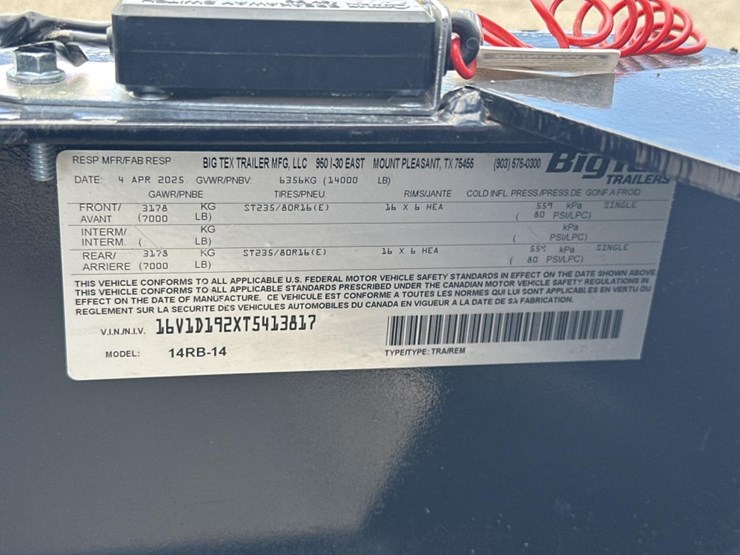 RESP MFR/FAB RESP BIG TEX TRAILER MFG, LLC 950 I-30 EAST MOUNT PLEASANT, TX 75455 (903) 575-0300 Big TRAILERS
DATE: 4 APR 2025 GVWR/PNBV: 6356KG (14000 LB)
GAWR/PNBE TIRES/PNEU RIMS/JANTE COLD INFL. PRESS./PRESS.DE GONF.A FROID
FRONT/ 3178 KG ST235/80R16(E) 16 X 6 HEA 559 kPa SINGLE
AVANT (7000 LB) ( 80 PSI/LPC)
INTERM/ KG kPa
INTERM. ( LB) ( PSI/LPC)
REAR/ 3178 KG ST235/80R16(E) 16 X 6 HEA 559 kPa SINGLE
ARRIERE (7000 LB) ( 80 PSI/LPC)
THIS VEHICLE CONFORMS TO ALL APPLICABLE U.S. FEDERAL MOTOR VEHICLE SAFETY STANDARDS IN EFFECT ON THE DATE SHOWN ABOVE
THIS VEHICLE CONFORMS TO ALL APPLICABLE STANDARDS PRESCRIBED UNDER THE CANADIAN MOTOR VEHICLE SAFETY REGULATIONS IN
EFFECT ON THE DATE OF MANUFACTURE. CE VEHICULE EST CONFORME A TOUTES LES NORMES QUI LUI SONT APPLICABLES EN VERTU DU
REGLEMENT SUR LA SECURITE DES VEHICULES AUTOMOBILES DU CANADA EN VIGUEUR A LA DATE DE SA FABRICATION.
V.I.N./N.I.V. 16V1D192XT5413817
MODEL: 14RB-14 TYPE/TYPE: TRA/REM